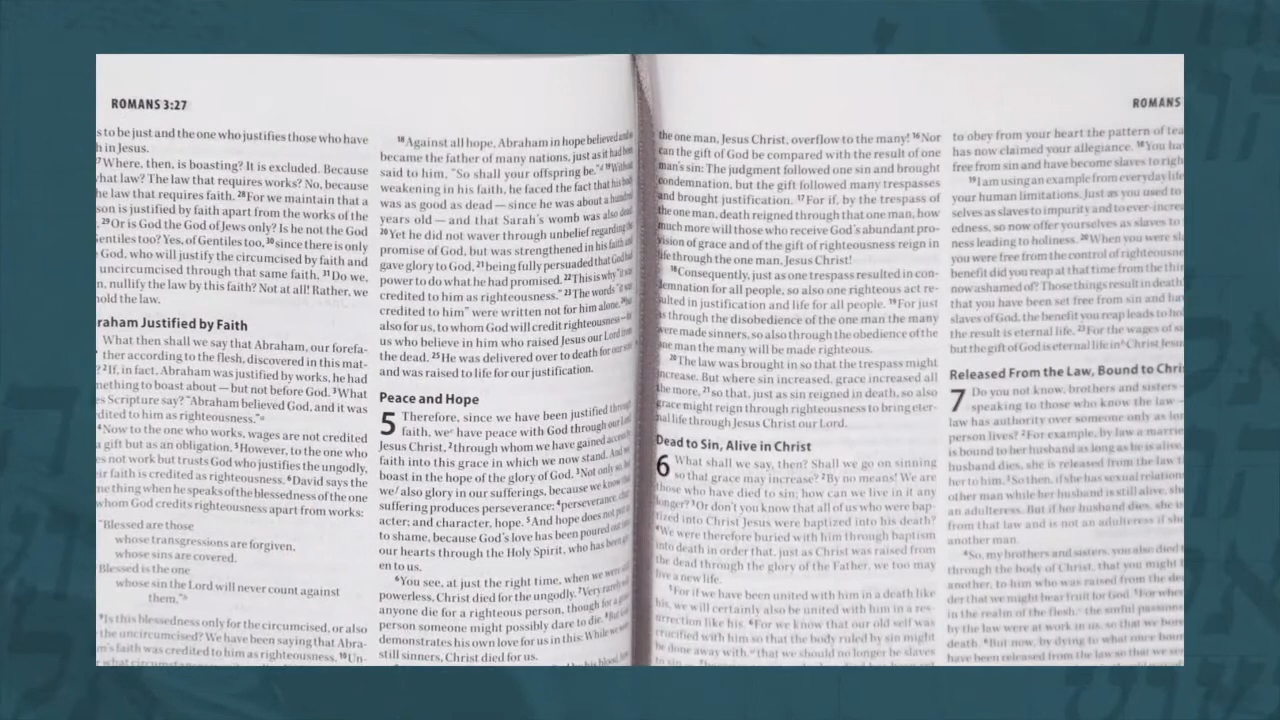 ROMANS 3:27
to be just and the one who justifies those who have
in Jesus.
Where, then, is boasting? It is excluded. Because
law? The law that requires works? No, because
law that requires faith. 28 For we maintain that a
is justified by faith apart from the works of the
29 Or is God the God of Jews only? Is he not the God
Gentiles too? Yes, of Gentiles too, 30 since there is only
God, who will justify the circumcised by faith and
uncircumcised through that same faith. 31 Do we,
nullify the law by this faith? Not at all! Rather, we
the law.
raham Justified by Faith
What then shall we say that Abraham, our forefa-
ther according to the flesh, discovered in this mat-
? 2 If, in fact, Abraham was justified by works, he had
to boast about — but not before God. 3 What
Scripture say? "Abraham believed God, and it was
to him as righteousness."
4 Now to the one who works, wages are not credited
gift but as an obligation. 5 However, to the one who
not work but trusts God who justifies the ungodly,
faith is credited as righteousness. 6 David says the
thing when he speaks of the blessedness of the one
whom God credits righteousness apart from works:
"Blessed are those
whose transgressions are forgiven,
whose sins are covered.
Blessed is the one
whose sin the Lord will never count against
them."
9 Is this blessedness only for the circumcised, or also
the uncircumcised? We have been saying that Abra-
faith was credited to him as righteousness. 10 Un-
18 Against all hope, Abraham in hope believed and
became the father of many nations, just as it had been
said to him, "So shall your offspring be." 19 Without
weakening in his faith, he faced the fact that his body
was as good as dead — since he was about a hundred
years old — and that Sarah's womb was also dead.
20 Yet he did not waver through unbelief regarding the
promise of God, but was strengthened in his faith and
gave glory to God, 21 being fully persuaded that God had
power to do what he had promised. 22 This is why "it was
credited to him as righteousness." 23 The words "it was
credited to him" were written not for him alone, 24 but
also for us, to whom God will credit righteousness —
us who believe in him who raised Jesus our Lord from
the dead. 25 He was delivered over to death for our
and was raised to life for our justification.
Peace and Hope
5 Therefore, since we have been justified through
faith, we have peace with God through our Lord
Jesus Christ, 2 through whom we have gained access
faith into this grace in which we now stand. And we
boast in the hope of the glory of God. 3 Not only so, but
we also glory in our sufferings, because we know that
suffering produces perseverance; 4 perseverance,
acter; and character, hope. 5 And hope does not put
to shame, because God's love has been poured out
our hearts through the Holy Spirit, who has been
en to us.
6 You see, at just the right time, when we were
powerless, Christ died for the ungodly. 7 Very rarely
anyone die for a righteous person, though for a
person someone might possibly dare to die. 8 But
demonstrates his own love for us in this: While we
still sinners, Christ died for us.
by his blood,
ROMANS
the one man, Jesus Christ, overflow to the many! 16 Nor
can the gift of God be compared with the result of one
man's sin: The judgment followed one sin and brought
condemnation, but the gift followed many trespasses
and brought justification. 17 For if, by the trespass of
the one man, death reigned through that one man, how
much more will those who receive God's abundant pro-
vision of grace and of the gift of righteousness reign in
life through the one man, Jesus Christ!
18 Consequently, just as one trespass resulted in con-
demnation for all people, so also one righteous act re-
sulted in justification and life for all people. 19 For just
as through the disobedience of the one man the many
were made sinners, so also through the obedience of the
one man the many will be made righteous.
20 The law was brought in so that the trespass might
increase. But where sin increased, grace increased all
the more, 21 so that, just as sin reigned in death, so also
grace might reign through righteousness to bring eter-
nal life through Jesus Christ our Lord.
Dead to Sin, Alive in Christ
6 What shall we say, then? Shall we go on sinning
so that grace may increase? 2 By no means! We are
those who have died to sin; how can we live in it any
longer? 3 Or don't you know that all of us who were bap-
tized into Christ Jesus were baptized into his death?
4 We were therefore buried with him through baptism
into death in order that, just as Christ was raised from
the dead through the glory of the Father, we too may
live a new life.
5 For if we have been united with him in a death like
his, we will certainly also be united with him in a res-
urrection like his. 6 For we know that our old self was
crucified with him so that the body ruled by sin might
be done away with, that we should no longer be slaves
to sin —
to obey from your heart the pattern of
has now claimed your allegiance. 18 You
free from sin and have become slaves to
19 I am using an example from everyday life
your human limitations. Just as you used to
selves as slaves to impurity and to
edness, so now offer yourselves as slaves to
ness leading to holiness. 20 When you were
you were free from the control of
benefit did you reap at that time from the
now ashamed of? Those things result in death
that you have been set free from sin and
slaves of God, the benefit you reap leads to
the result is eternal life. 23 For the wages of
but the gift of God is eternal life in Christ
Released From the Law, Bound to
7 Do you not know, brothers and sisters —
speaking to those who know the law —
law has authority over someone only as
person lives? 2 For example, by law a
is bound to her husband as long as he is alive,
husband dies, she is released from the law
her to him. 3 So then, if she has sexual
other man while her husband is still alive, she
an adulteress. But if her husband dies, she
from that law and is not an adulteress if she
another man.
4 So, my brothers and sisters, you also died
through the body of Christ, that you might
another, to him who was raised from the
der that we might bear fruit for God. 5 For
in the realm of the flesh, the sinful
by the law were at work in us, so that we
death. 6 But now, by dying to what once
have been released from the law so that we